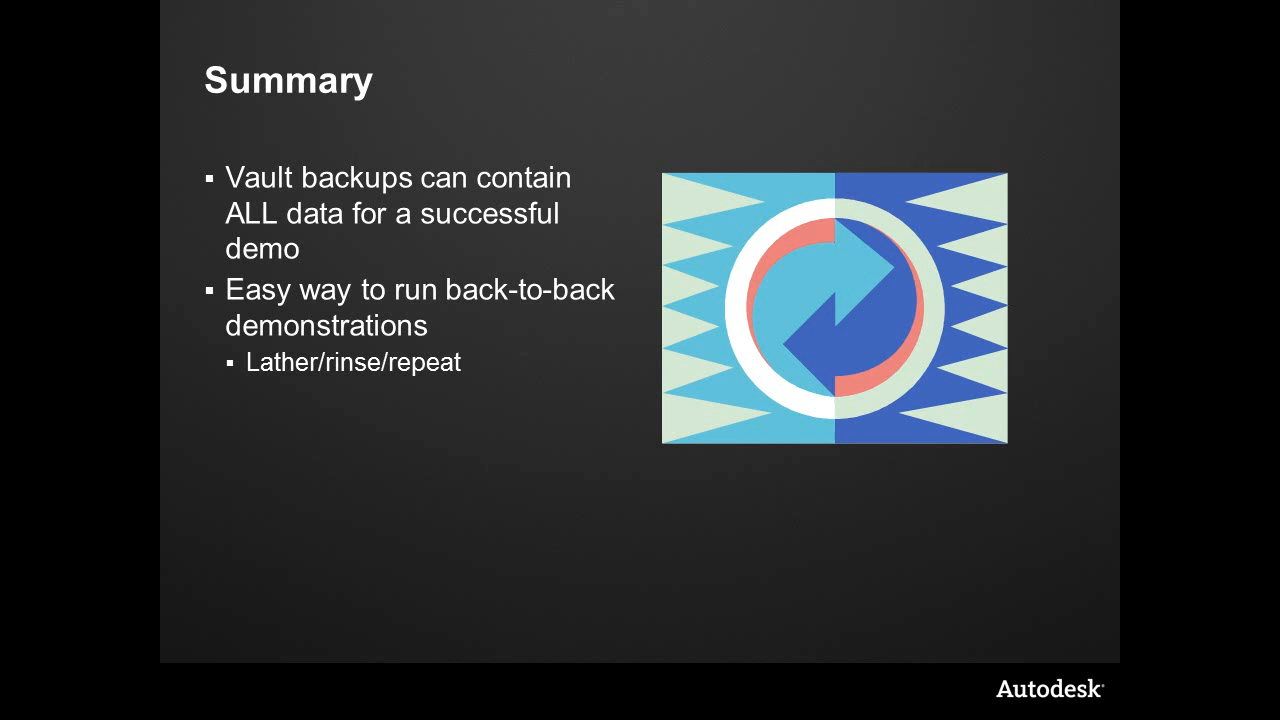 Summary
▪ Vault backups can contain
ALL data for a successful
demo
▪ Easy way to run back-to-back
demonstrations
▪ Lather/rinse/repeat
Autodesk